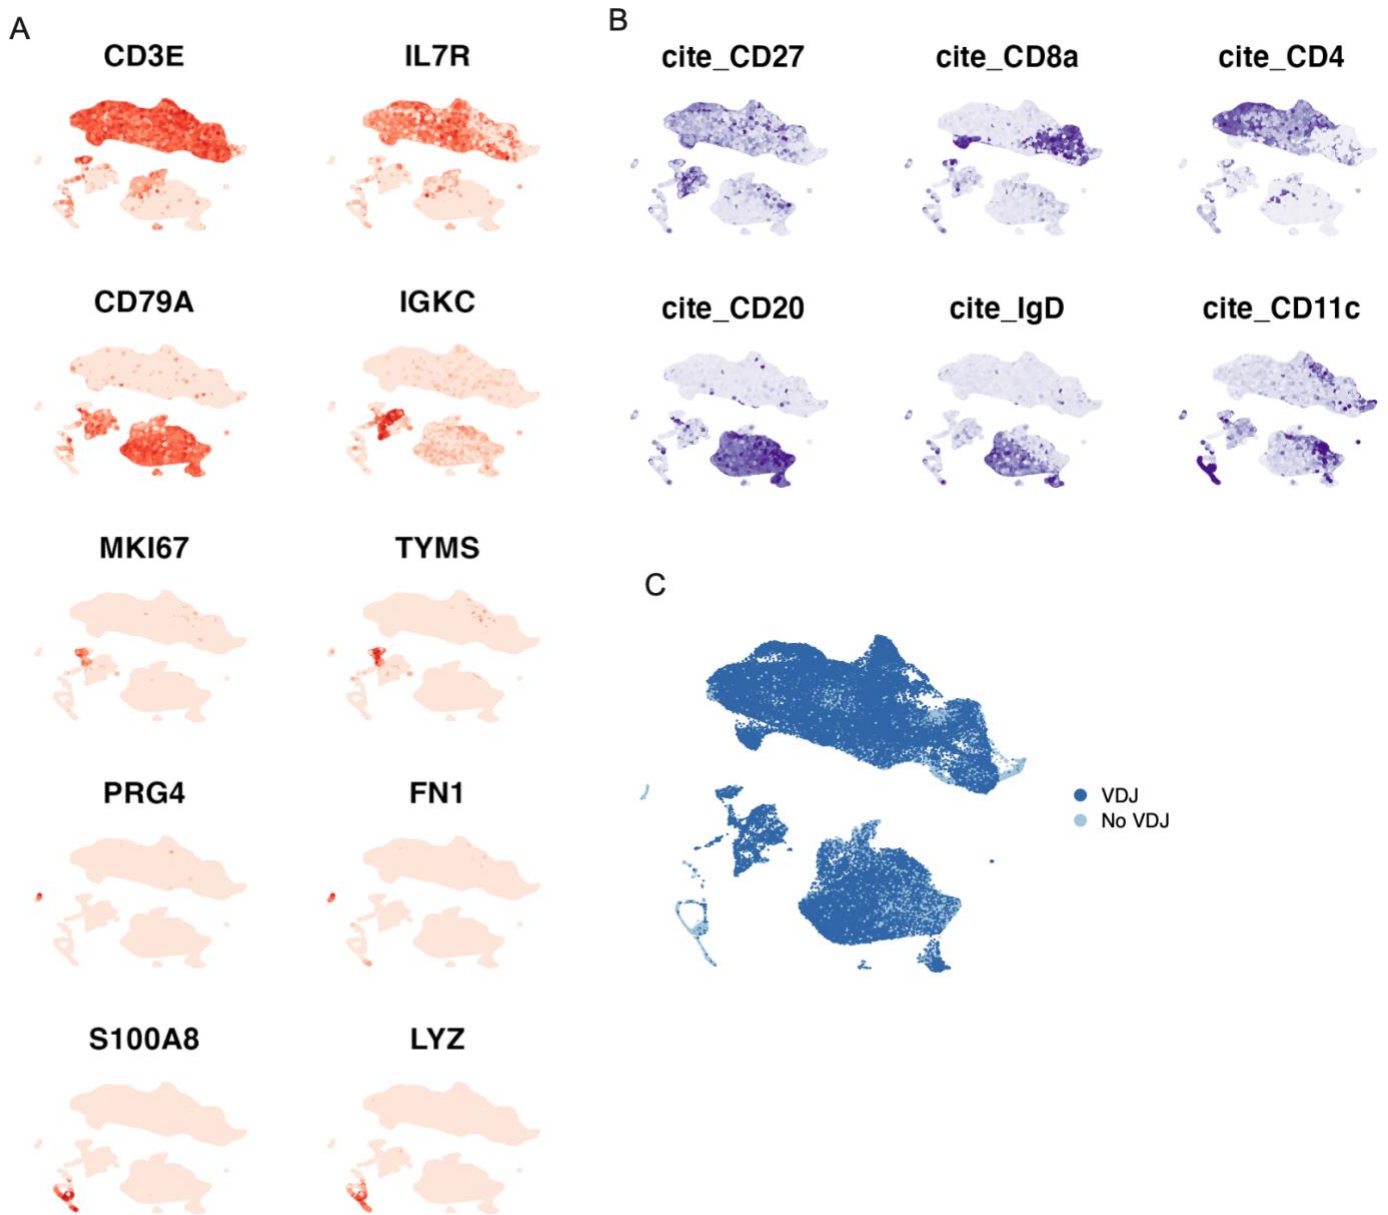 A
CD3E
IL7R
CD79A
IGKC
MKI67
TYMS
PRG4
FN1
S100A8
LYZ
B
cite_CD27
cite_CD8a
cite_CD4
cite_CD20
cite_IgD
cite_CD11c
C
VDJ
No VDJ